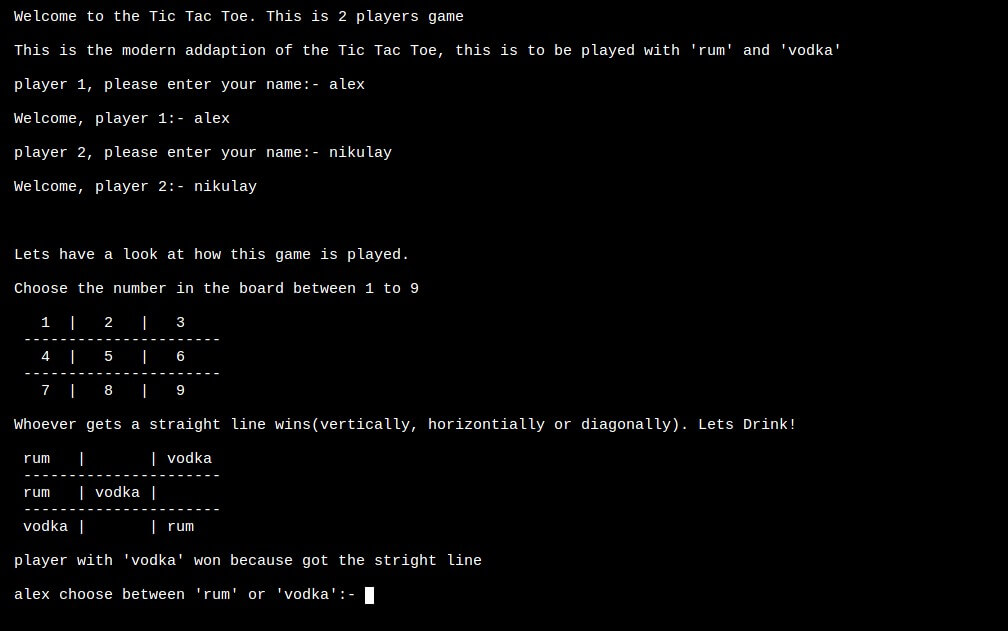 Welcome to the Tic Tac Toe. This is 2 players game
This is the modern addaption of the Tic Tac Toe, this is to be played with 'rum' and 'vodka'
player 1, please enter your name:- alex
Welcome, player 1:- alex
player 2, please enter your name:- nikulay
Welcome, player 2:- nikulay
Lets have a look at how this game is played.
Choose the number in the board between 1 to 9
   1  |   2   |   3
 ----------------------
   4  |   5   |   6
 ----------------------
   7  |   8   |   9
Whoever gets a straight line wins(vertically, horizontially or diagonally). Lets Drink!
 rum   |       | vodka
 ----------------------
 rum   | vodka |
 ----------------------
 vodka |       | rum
player with 'vodka' won because got the stright line
alex choose between 'rum' or 'vodka':-